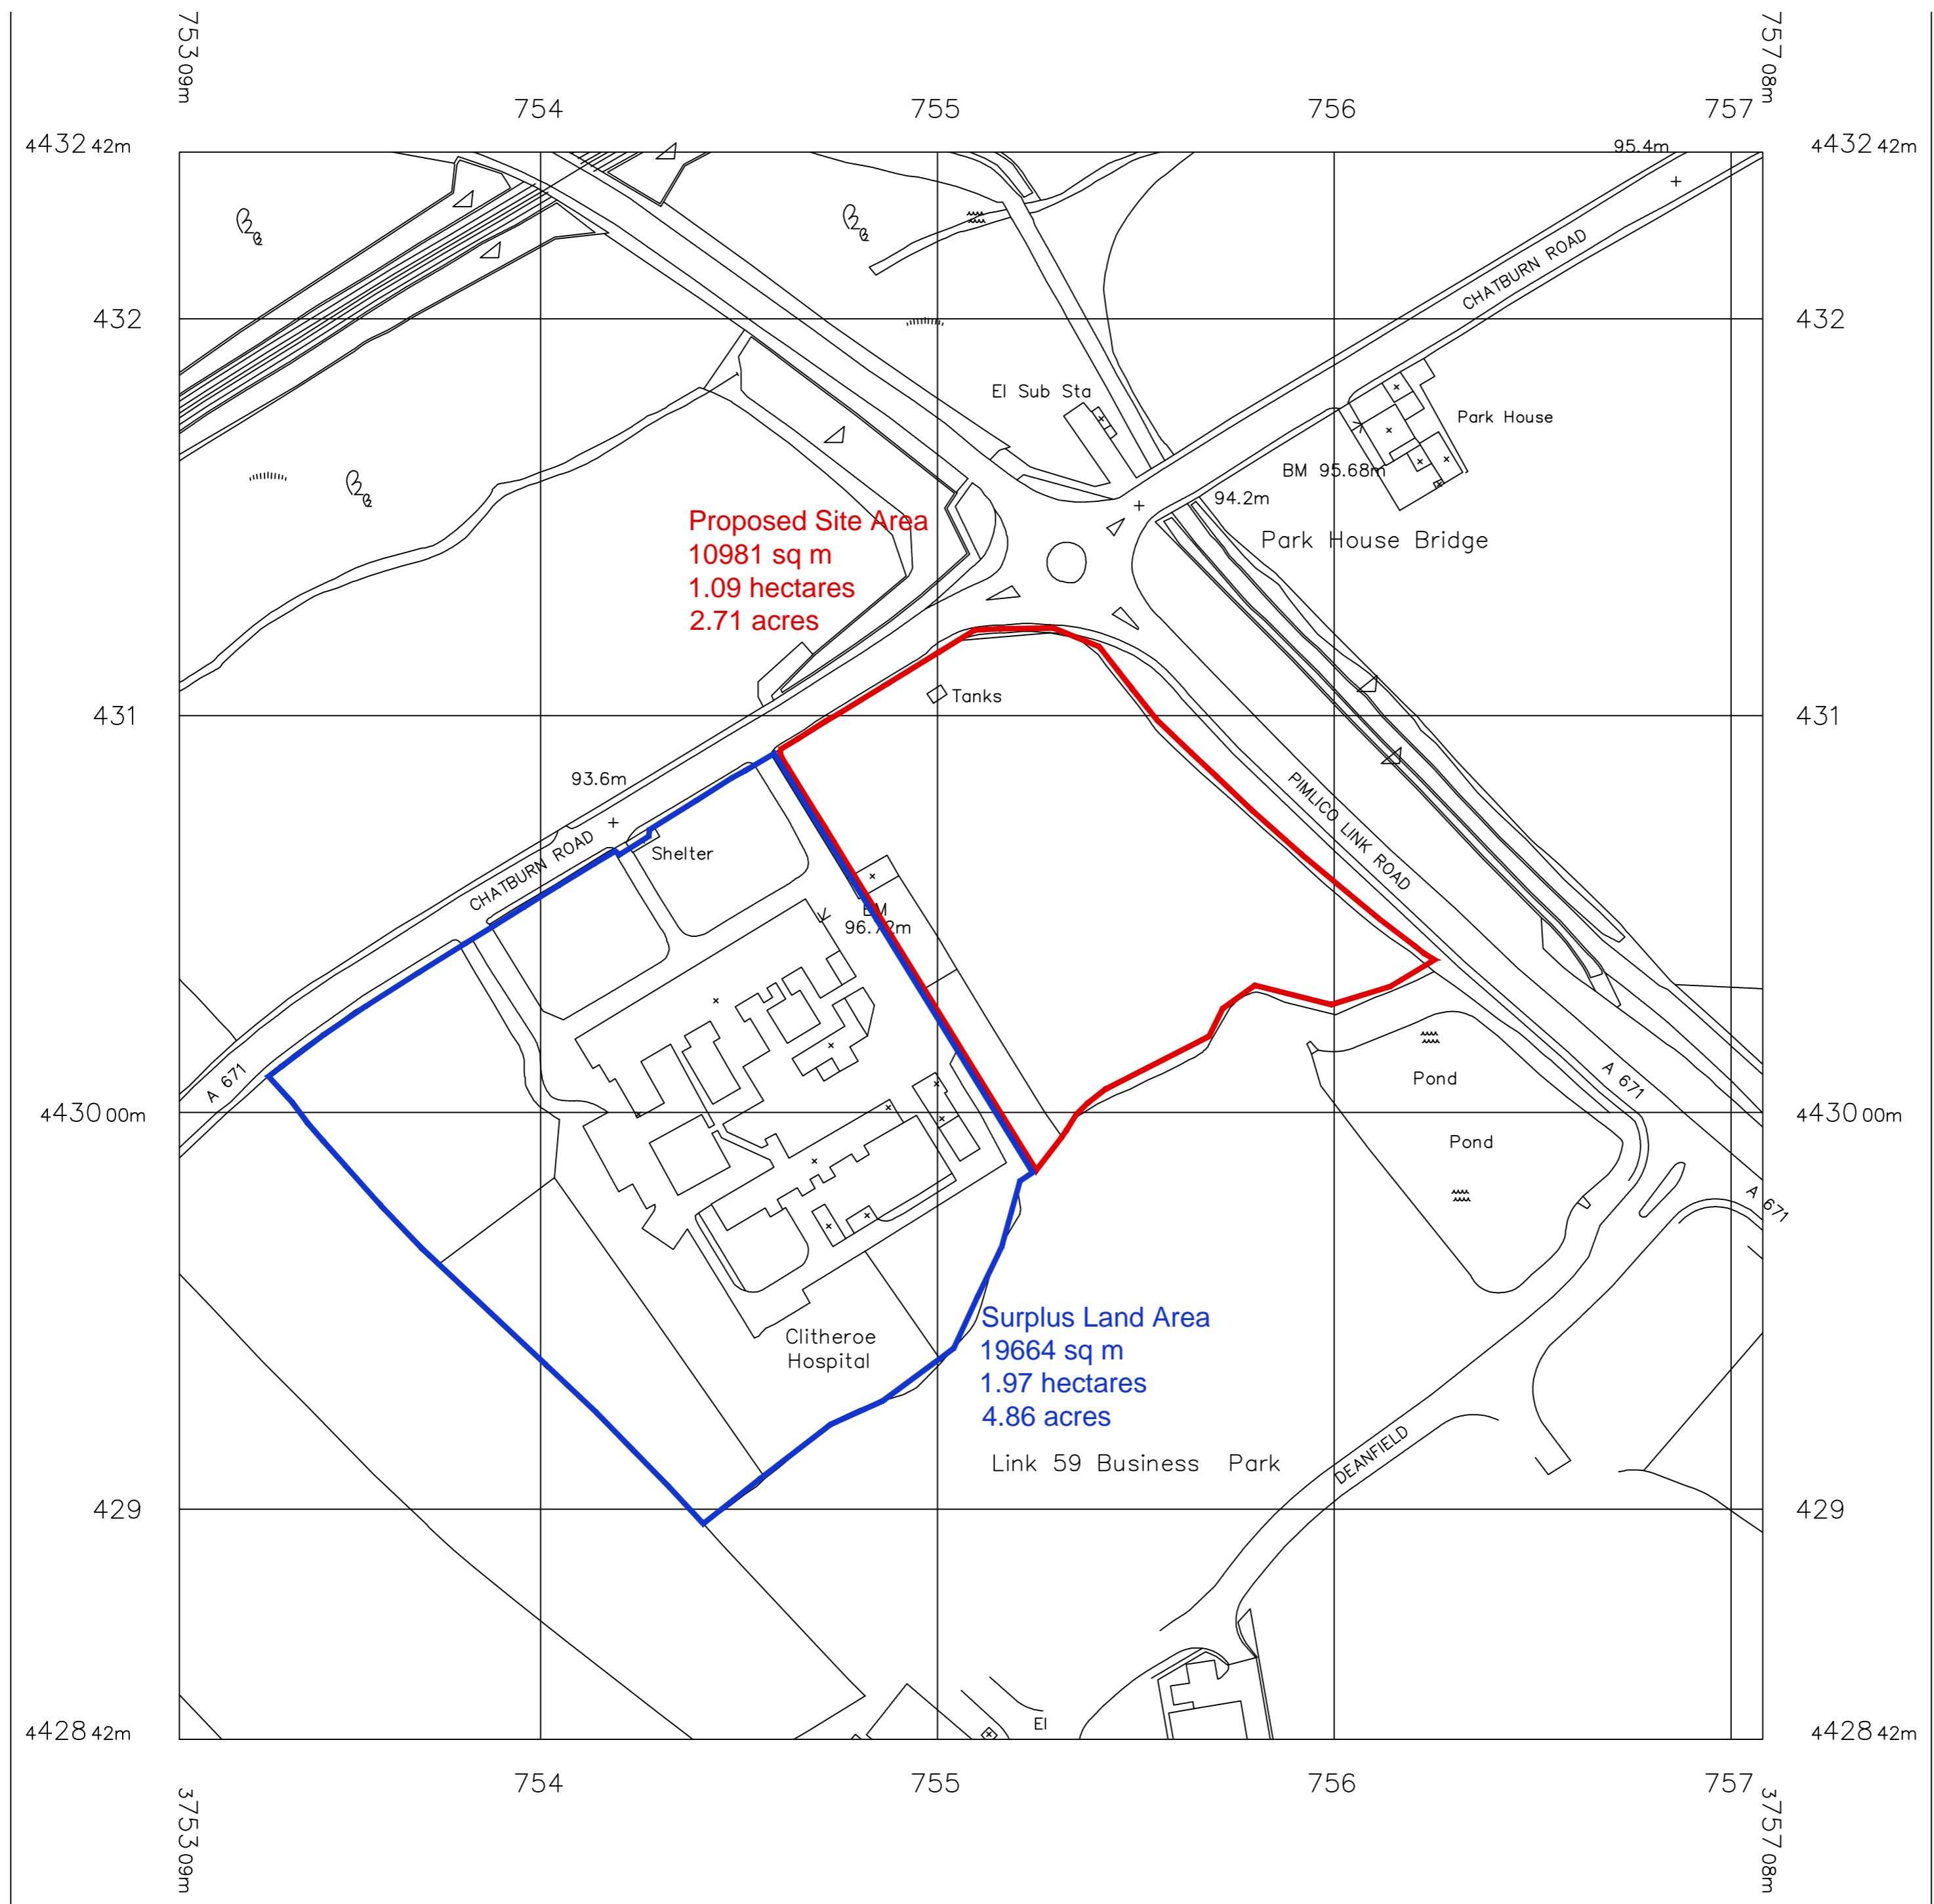 753 09m
757 08m
754
755
756
757
4432 42m
4432 42m
95.4m
CHATBURN ROAD
432
432
El Sub Sta
Park House
BM 95.68m
94.2m
Park House Bridge
Proposed Site Area
10981 sq m
1.09 hectares
2.71 acres
Tanks
431
431
93.6m
PIMLICO LINK ROAD
CHATBURN ROAD
Shelter
BM
96.72m
A 671
A 671
Pond
4430 00m
4430 00m
Pond
A 671
Surplus Land Area
19664 sq m
1.97 hectares
4.86 acres
Clitheroe
Hospital
DEANFIELD
Link 59 Business Park
429
429
El
4428 42m
4428 42m
754
755
756
757
3753 09m
3757 08m